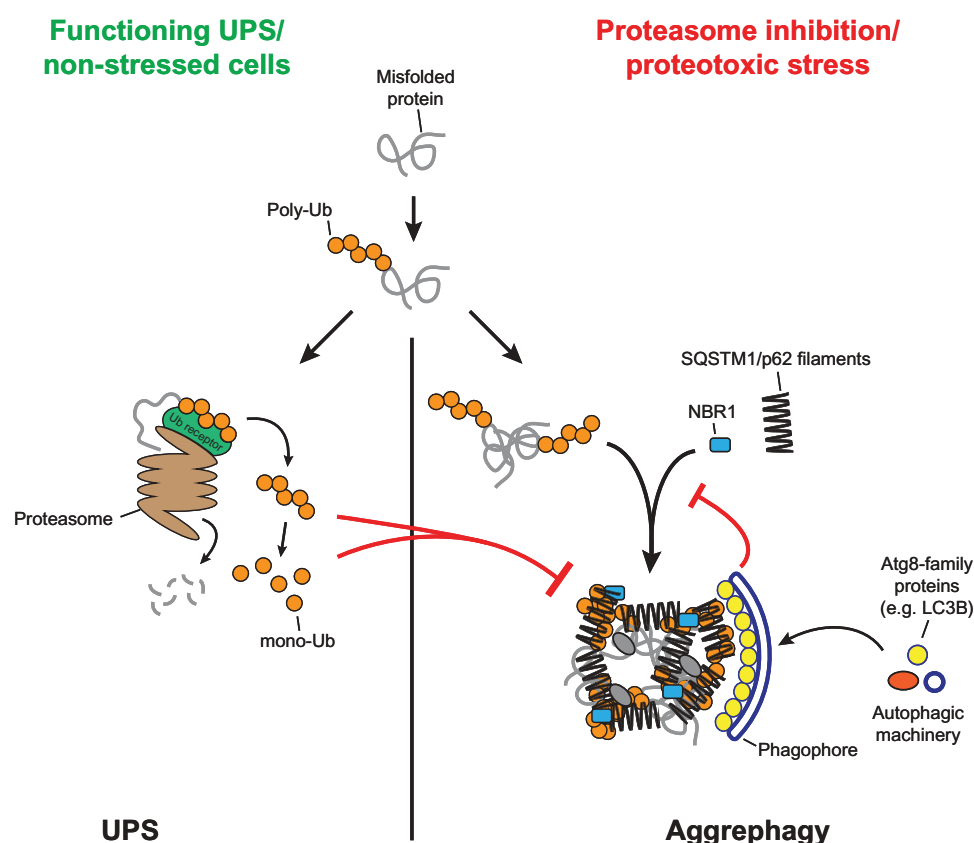 Functioning UPS/
non-stressed cells
Proteasome inhibition/
proteotoxic stress
Misfolded
protein
Poly-Ub
SQSTM1/p62 filaments
NBR1
Ub receptor
Proteasome
mono-Ub
Atg8-family
proteins
(e.g. LC3B)
Autophagic
machinery
Phagophore
UPS
Aggrephagy